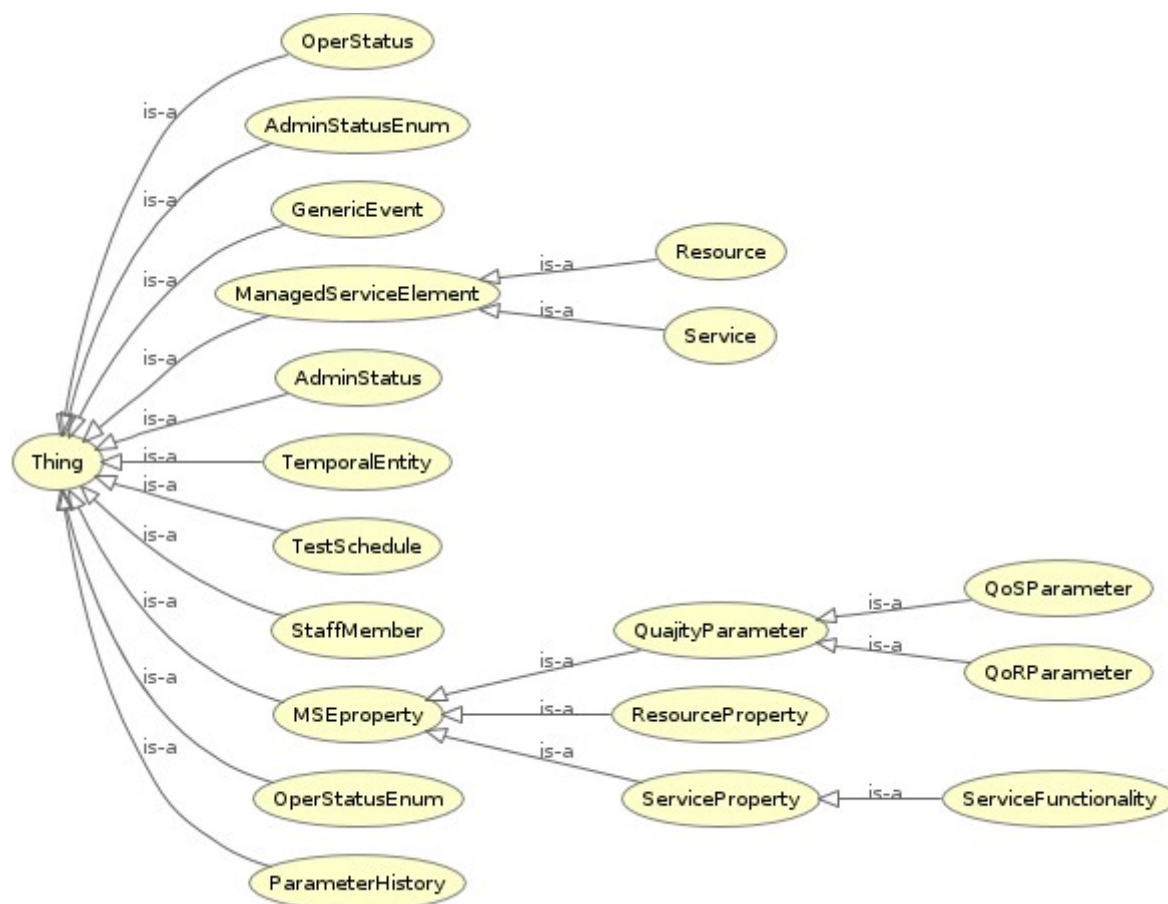 OperStatus
is-a
AdminStatusEnum
is-a
GenericEvent
Resource
is-a
is-a
ManagedServiceElement
is-a
Service
is-a
AdminStatus
is-a
Thing
is-a
TemporalEntity
is-a
TestSchedule
is-a
QoSParameter
is-a
is-a
StaffMember
QuajityParameter
is-a
is-a
QoRParameter
is-a
MSEproperty
is-a
ResourceProperty
is-a
is-a
OperStatusEnum
ServiceProperty
is-a
ServiceFunctionality
ParameterHistory